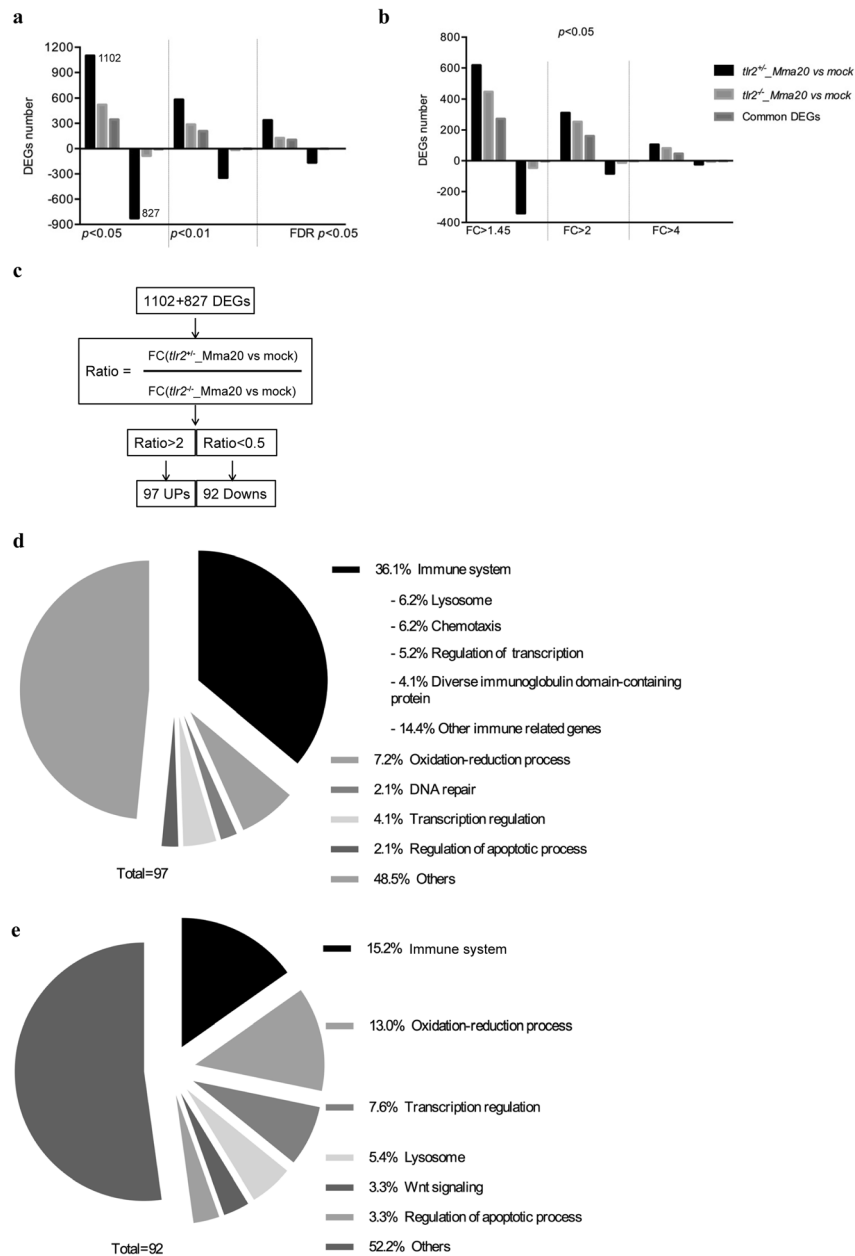 a
1200
900
600
300
0
-300
-600
-900
DEGs number
1102
827
p<0.05
p<0.01
FDR p<0.05
b
800
600
400
200
0
-200
-400
DEGs number
p<0.05
FC>1.45
FC>2
FC>4
tlr2+/-_Mma20 vs mock
tlr2-/-_Mma20 vs mock
Common DEGs
c
1102+827 DEGs
Ratio =
FC(tlr2+/-_Mma20 vs mock)
FC(tlr2-/-_Mma20 vs mock)
Ratio>2
Ratio<0.5
97 UPs
92 Downs
d
36.1% Immune system
- 6.2% Lysosome
- 6.2% Chemotaxis
- 5.2% Regulation of transcription
- 4.1% Diverse immunoglobulin domain-containing
protein
- 14.4% Other immune related genes
7.2% Oxidation-reduction process
2.1% DNA repair
4.1% Transcription regulation
2.1% Regulation of apoptotic process
48.5% Others
Total=97
e
15.2% Immune system
13.0% Oxidation-reduction process
7.6% Transcription regulation
5.4% Lysosome
3.3% Wnt signaling
3.3% Regulation of apoptotic process
52.2% Others
Total=92